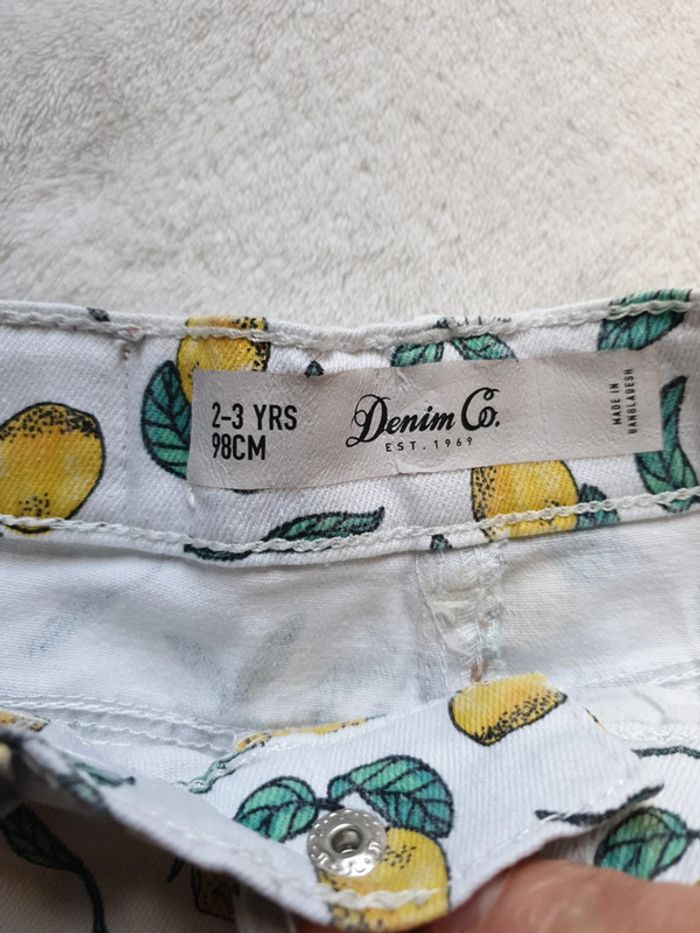 2-3 YRS
98CM
Denim Co.
EST. 1969
MADE IN
BANGLADESH